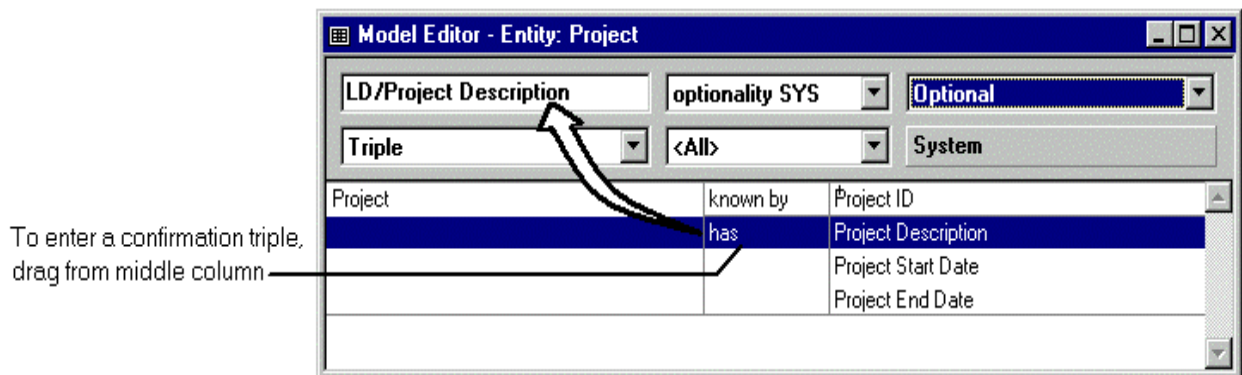 Model Editor - Entity: Project
LD/Project Description optionality SYS Optional
Triple <All> System
Project known by Project ID
has Project Description
Project Start Date
Project End Date
To enter a confirmation triple,
drag from middle column